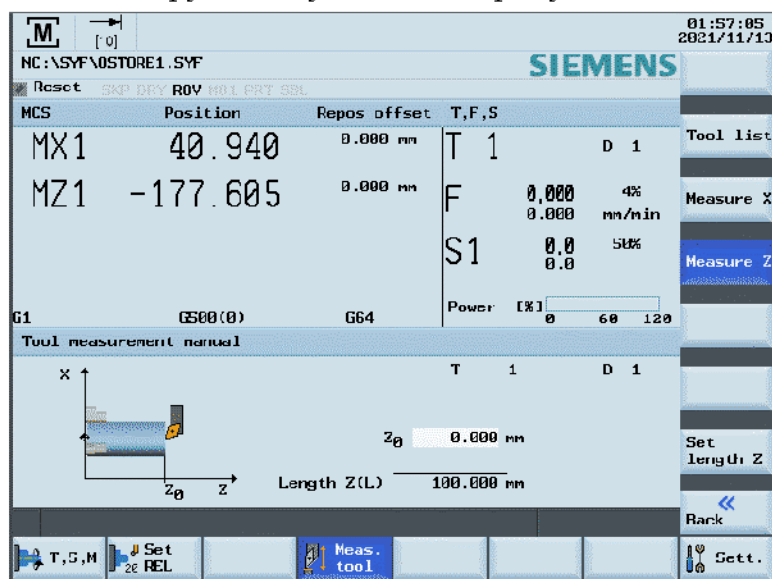 M
[10]
01:57:05
2021/11/13
NC:\SYF\0STORE1.SYF
SIEMENS
Reset SKP DRY ROV M01 PRT SBL
MCS Position Repos offset T,F,S
MX1 40.940 0.000 mm T 1 D 1
MZ1 -177.605 0.000 mm F 0.000 4%
0.000 mm/min
S1 0.0 50%
0.0
Power [%] 0 60 120
G1 G500(0) G64
Tool measurement manual
T 1 D 1
X
Z0 0.000 mm
Length Z(L) 100.000 mm
Z0 Z
Tool list
Measure X
Measure Z
Set
length Z
«
Back
T,S,M
Set
REL
Meas.
tool
Sett.